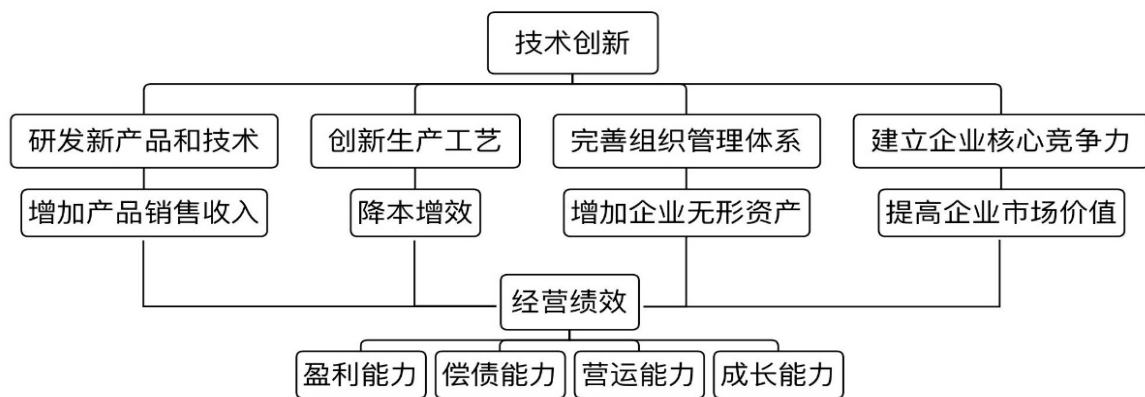 技术创新
研发新产品和技术
创新生产工艺
完善组织管理体系
建立企业核心竞争力
增加产品销售收入
降本增效
增加企业无形资产
提高企业市场价值
经营绩效
盈利能力
偿债能力
营运能力
成长能力